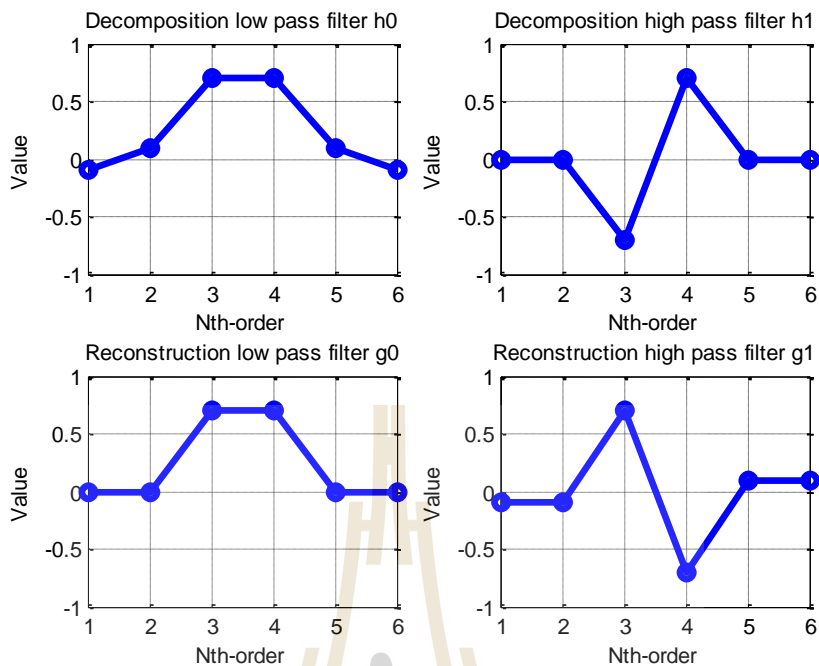 Decomposition low pass filter h0
1
0.5
0
-0.5
-1
Value
1 2 3 4 5 6
Nth-order
Decomposition high pass filter h1
1
0.5
0
-0.5
-1
Value
1 2 3 4 5 6
Nth-order
Reconstruction low pass filter g0
1
0.5
0
-0.5
-1
Value
1 2 3 4 5 6
Nth-order
Reconstruction high pass filter g1
1
0.5
0
-0.5
-1
Value
1 2 3 4 5 6
Nth-order